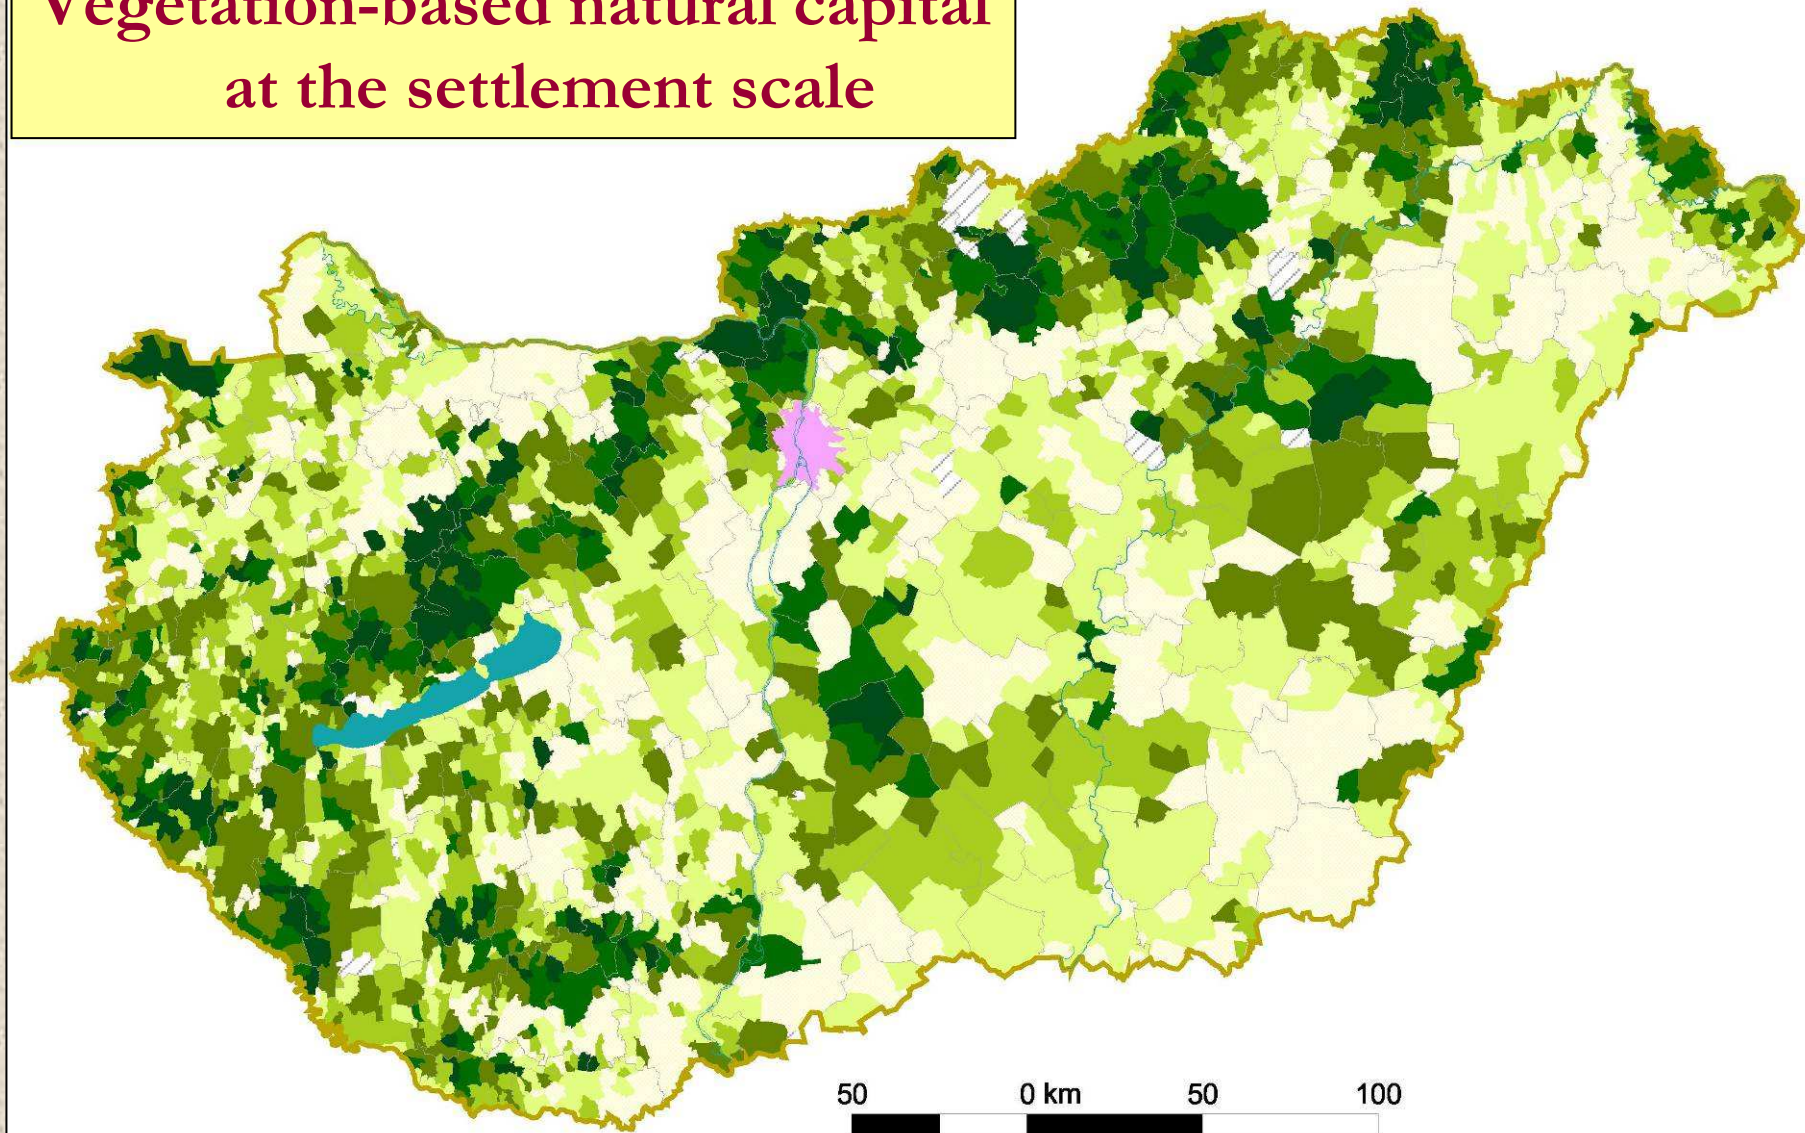 Vegetation-based natural capital
at the settlement scale
50 0 km 50 100